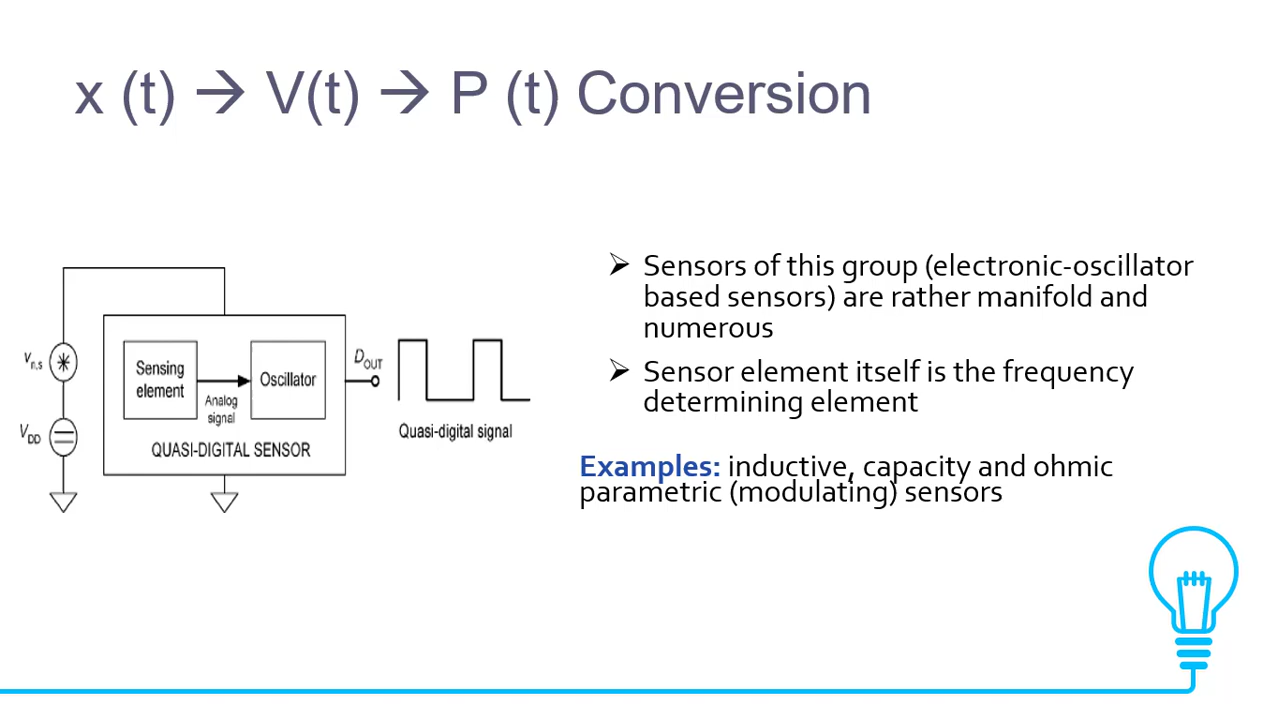 x (t) → V(t) → P (t) Conversion
Vn,s
VDD
Sensing
element
Analog
signal
Oscillator
QUASI-DIGITAL SENSOR
DOUT
Quasi-digital signal
➢ Sensors of this group (electronic-oscillator
based sensors) are rather manifold and
numerous
➢ Sensor element itself is the frequency
determining element
Examples: inductive, capacity and ohmic
parametric (modulating) sensors